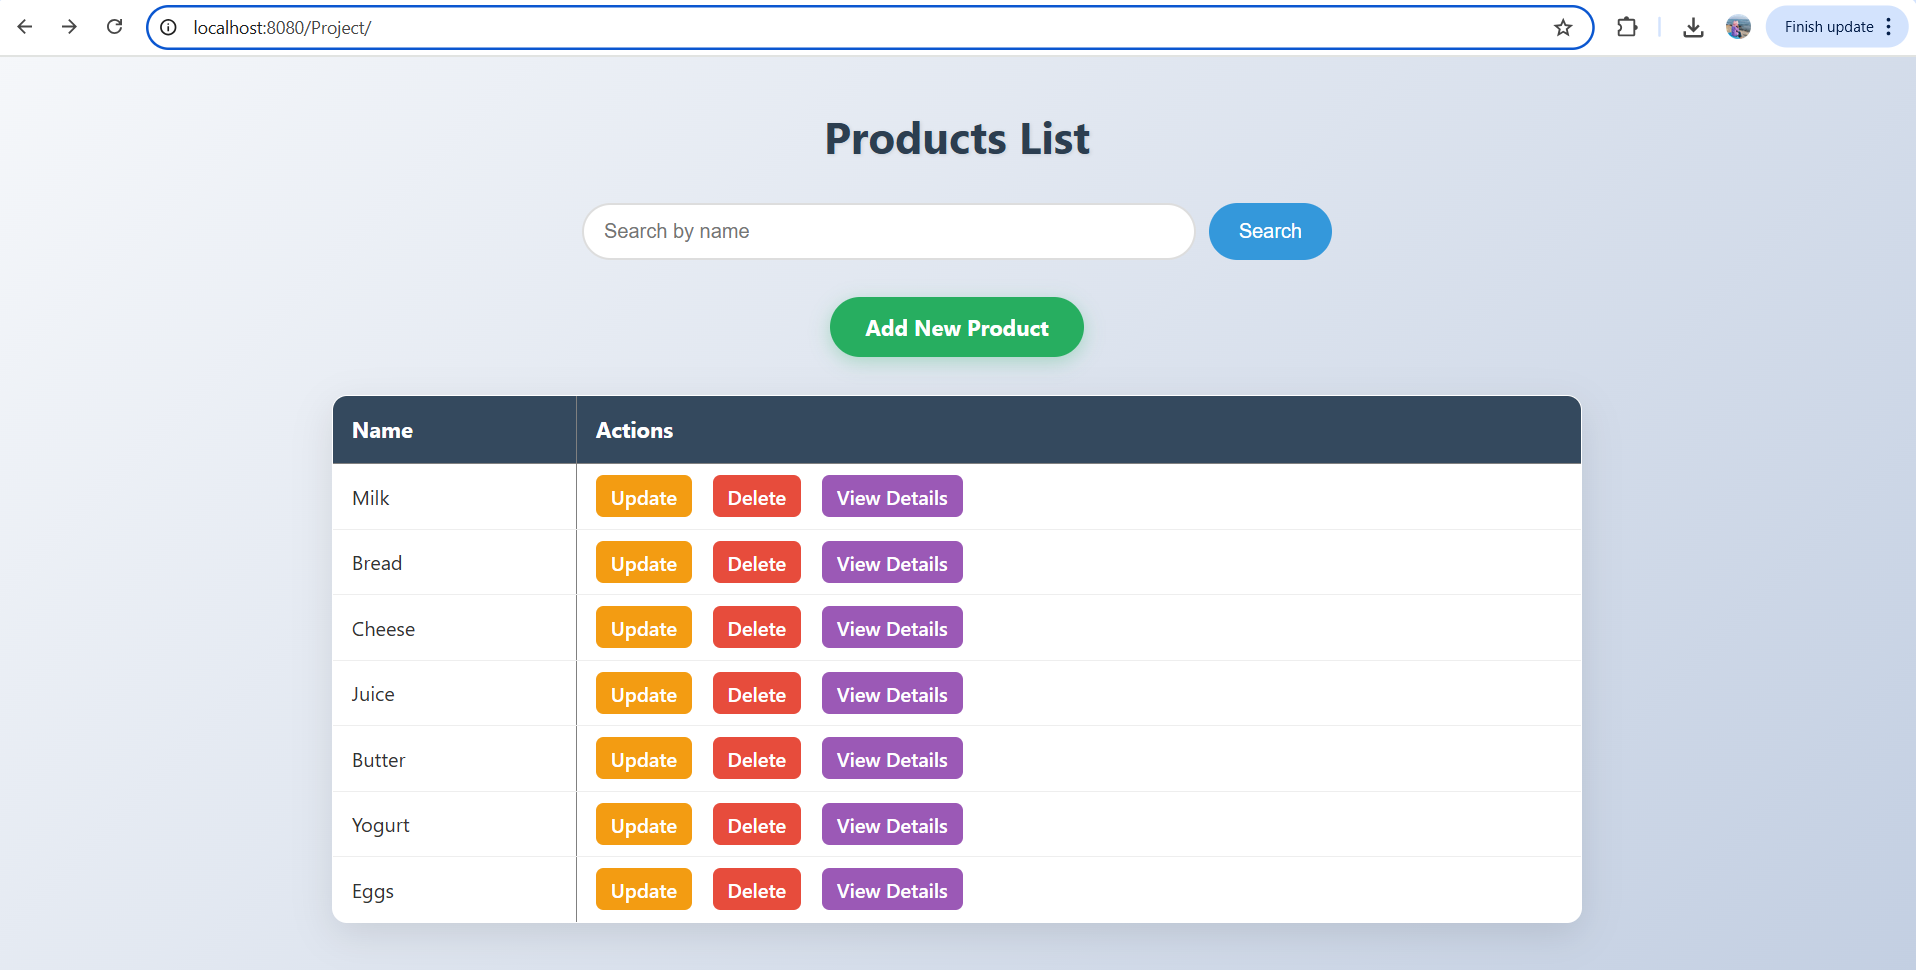 localhost:8080/Project/
Finish update
Products List
Search by name Search
Add New Product
Name Actions
Milk Update Delete View Details
Bread Update Delete View Details
Cheese Update Delete View Details
Juice Update Delete View Details
Butter Update Delete View Details
Yogurt Update Delete View Details
Eggs Update Delete View Details